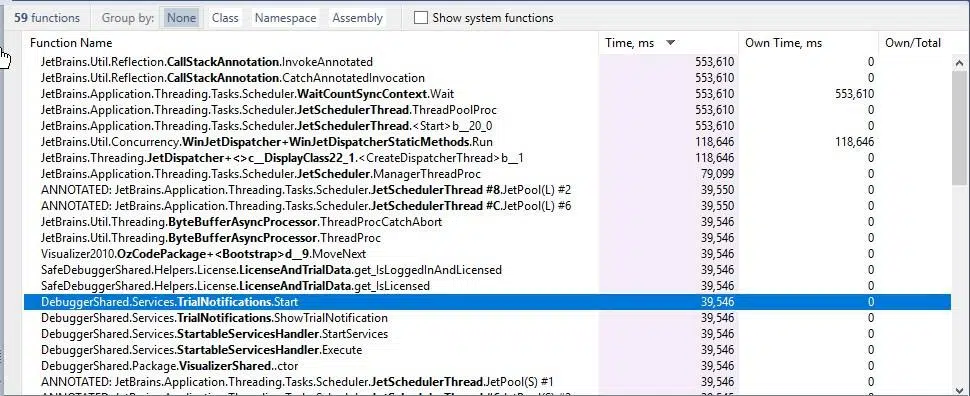 59 functions Group by: None Class Namespace Assembly Show system functions
Function Name Time, ms Own Time, ms Own/Total
JetBrains.Util.Reflection.CallStackAnnotation.InvokeAnnotated 553,610 0
JetBrains.Util.Reflection.CallStackAnnotation.CatchAnnotatedInvocation 553,610 0
JetBrains.Application.Threading.Tasks.Scheduler.WaitCountSyncContext.Wait 553,610 553,610
JetBrains.Application.Threading.Tasks.Scheduler.JetSchedulerThread.ThreadPoolProc 553,610 0
JetBrains.Application.Threading.Tasks.Scheduler.JetSchedulerThread.<Start>b__20_0 553,610 0
JetBrains.Util.Concurrency.WinJetDispatcher+WinJetDispatcherStaticMethods.Run 118,646 118,646
JetBrains.Threading.JetDispatcher+<>c__DisplayClass22_1.<CreateDispatcherThread>b__1 118,646 0
JetBrains.Application.Threading.Tasks.Scheduler.JetScheduler.ManagerThreadProc 79,099 0
ANNOTATED: JetBrains.Application.Threading.Tasks.Scheduler.JetSchedulerThread #8.JetPool(L) #2 39,550 0
ANNOTATED: JetBrains.Application.Threading.Tasks.Scheduler.JetSchedulerThread #C.JetPool(L) #6 39,550 0
JetBrains.Util.Threading.ByteBufferAsyncProcessor.ThreadProcCatchAbort 39,546 0
JetBrains.Util.Threading.ByteBufferAsyncProcessor.ThreadProc 39,546 0
Visualizer2010.OzCodePackage+<Bootstrap>d__9.MoveNext 39,546 0
SafeDebuggerShared.Helpers.License.LicenseAndTrialData.get_IsLoggedInAndLicensed 39,546 0
SafeDebuggerShared.Helpers.License.LicenseAndTrialData.get_IsLicensed 39,546 0
DebuggerShared.Services.TrialNotifications.Start 39,546 0
DebuggerShared.Services.TrialNotifications.ShowTrialNotification 39,546 0
DebuggerShared.Services.StartableServicesHandler.StartServices 39,546 0
DebuggerShared.Services.StartableServicesHandler.Execute 39,546 0
DebuggerShared.Package.VisualizerShared..ctor 39,546 0
ANNOTATED: JetBrains.Application.Threading.Tasks.Scheduler.JetSchedulerThread.JetPool(S) #1 39,546 0